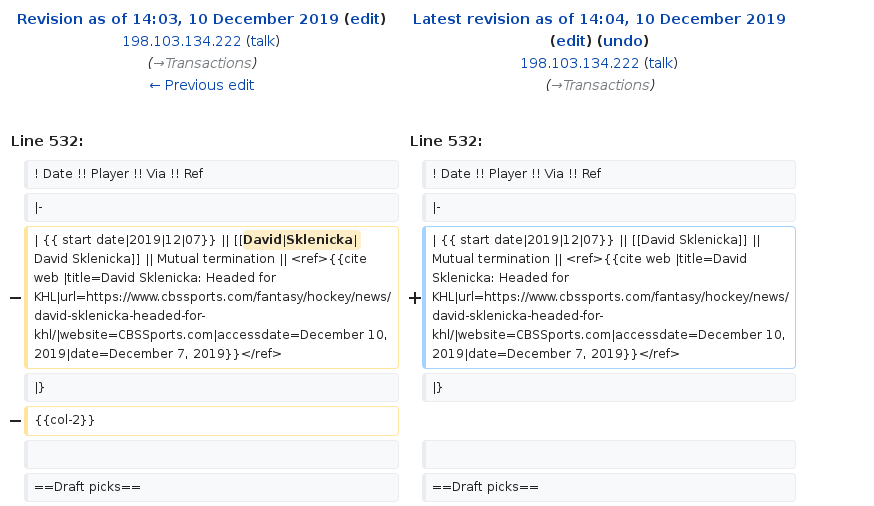 Revision as of 14:03, 10 December 2019 (edit)
198.103.134.222 (talk)
(→Transactions)
← Previous edit
Latest revision as of 14:04, 10 December 2019
(edit) (undo)
198.103.134.222 (talk)
(→Transactions)
Line 532:
Line 532:
! Date !! Player !! Via !! Ref
! Date !! Player !! Via !! Ref
|-
|-
−
| {{ start date|2019|12|07}} || [[David|Sklenicka|
David Sklenicka]] || Mutual termination || <ref>{{cite
web |title=David Sklenicka: Headed for
KHL|url=https://www.cbssports.com/fantasy/hockey/news/
david-sklenicka-headed-for-
khl/|website=CBSSports.com|accessdate=December 10,
2019|date=December 7, 2019}}</ref>
+
| {{ start date|2019|12|07}} || [[David Sklenicka]] ||
Mutual termination || <ref>{{cite web |title=David
Sklenicka: Headed for
KHL|url=https://www.cbssports.com/fantasy/hockey/news/
david-sklenicka-headed-for-
khl/|website=CBSSports.com|accessdate=December 10,
2019|date=December 7, 2019}}</ref>
|}
|}
−
{{col-2}}
==Draft picks==
==Draft picks==